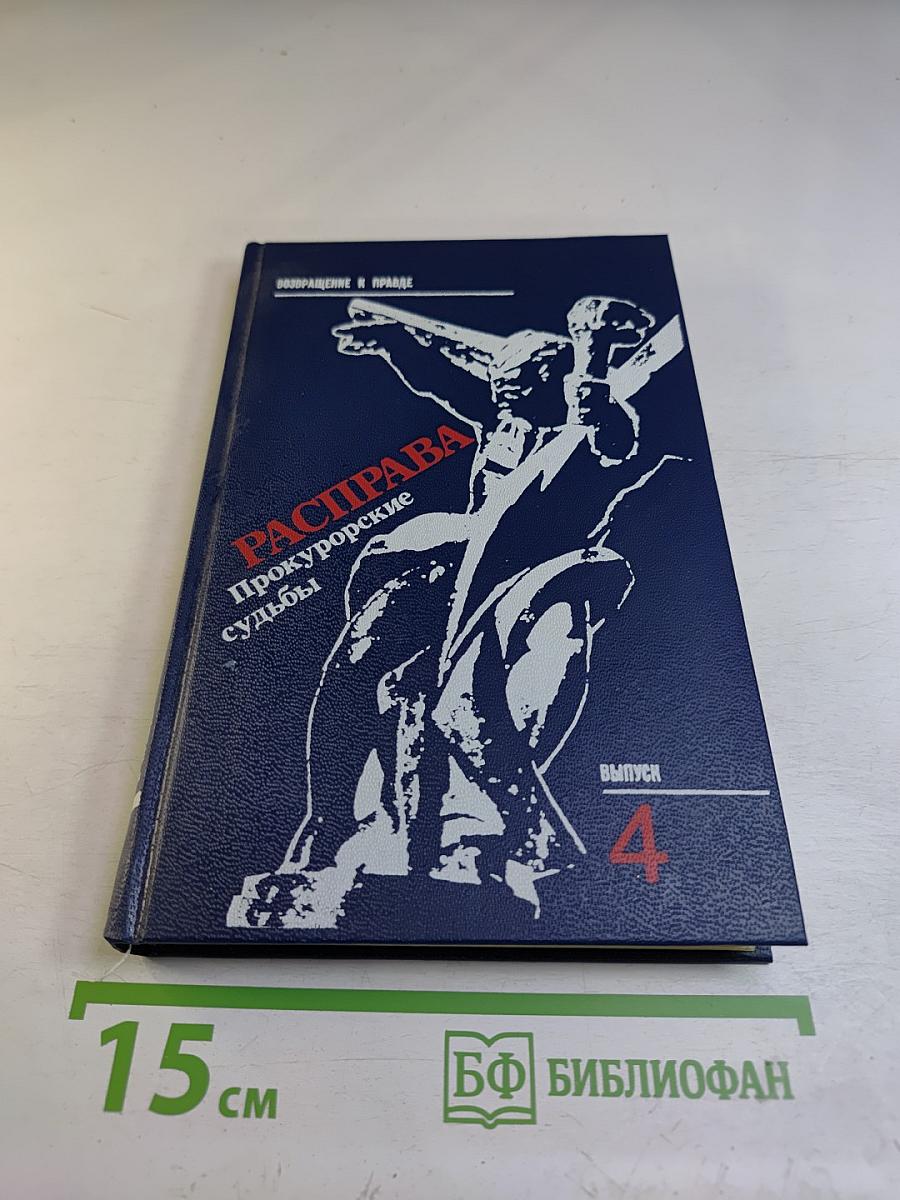 ВОЗВРАЩЕНИЕ К ПРАВДЕ
РАСПРАВА
Прокурорские
судьбы
ВЫПУСК
4
15 см
БФ БИБЛИОФАН